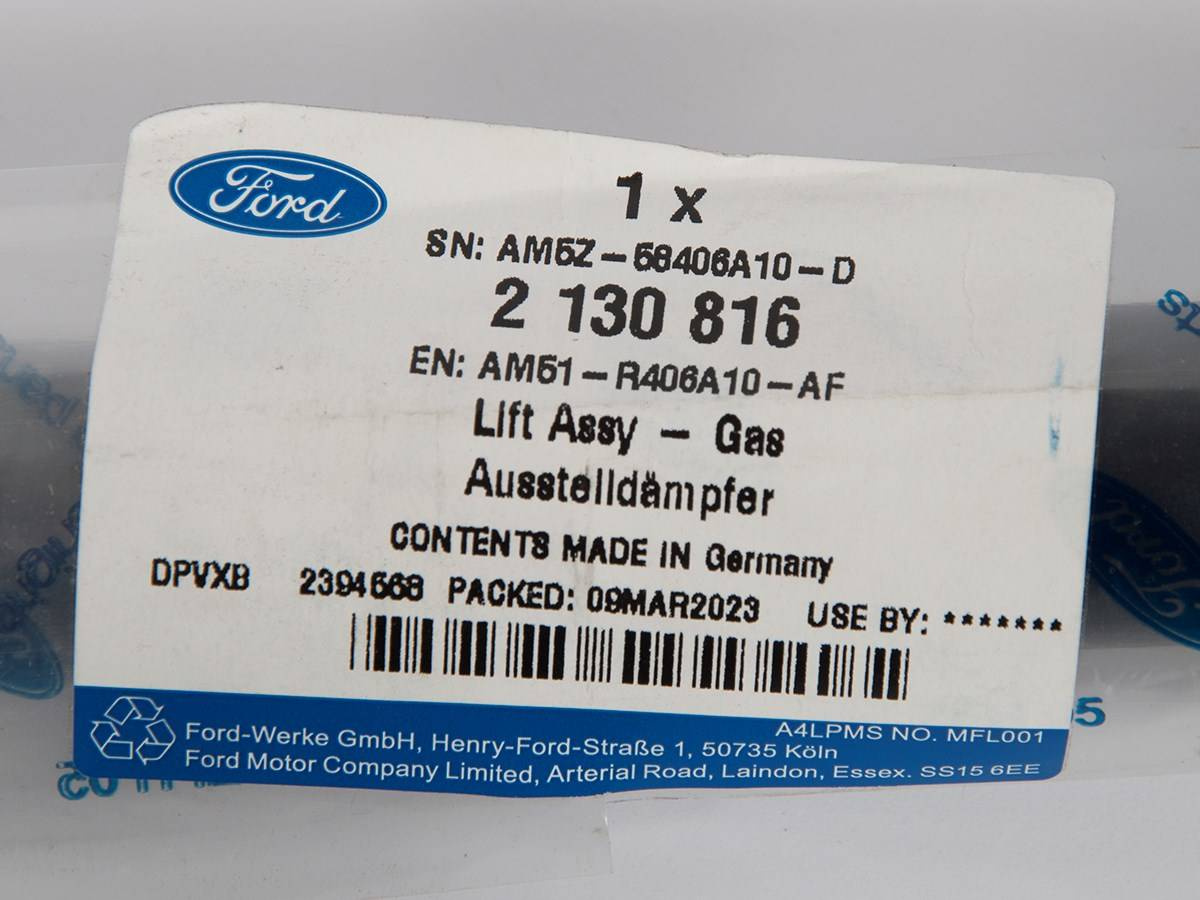 Ford
1 x
SN: AM5Z-58406A10-D
2 130 816
EN: AM51-R406A10-AF
Lift Assy - Gas
Ausstelldämpfer
CONTENTS MADE IN Germany
DPVXB 2394568 PACKED: 09MAR2023 USE BY: *******
A4LPMS NO. MFL001
Ford-Werke GmbH, Henry-Ford-Straße 1, 50735 Köln
Ford Motor Company Limited, Arterial Road, Laindon, Essex. SS15 6EE
Ford